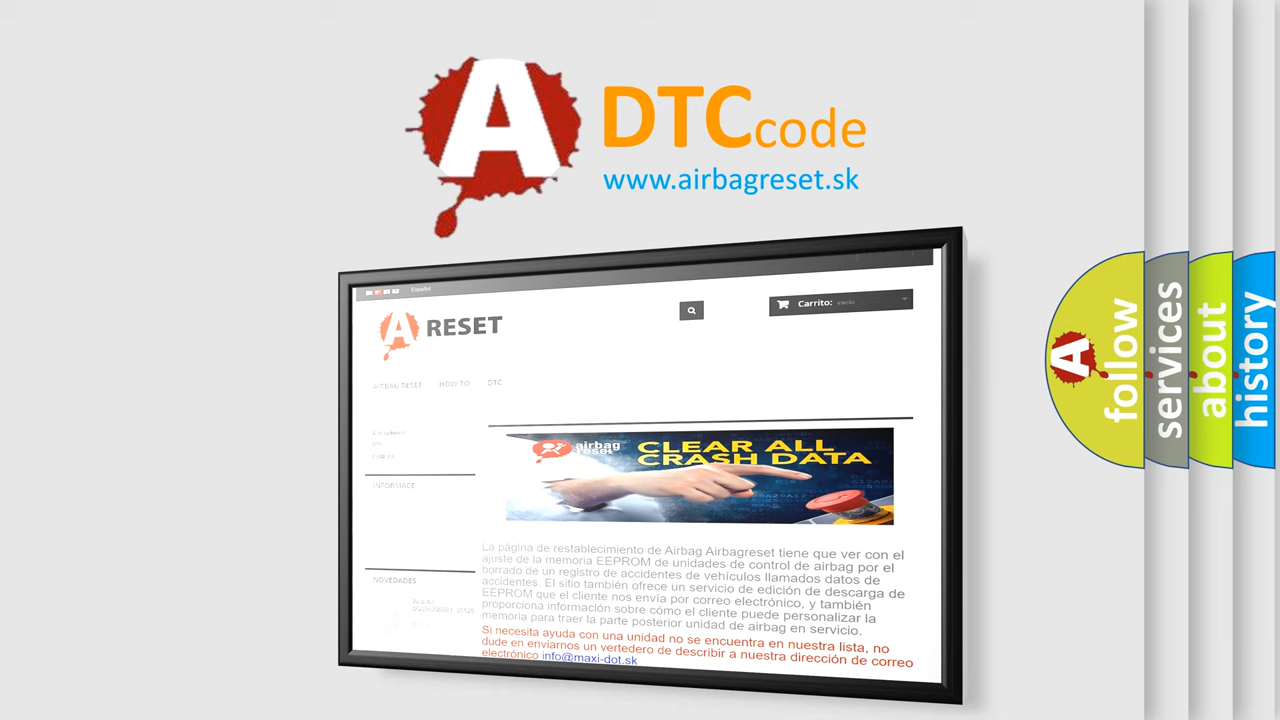 A DTCcode
www.airbagreset.sk
Español
A RESET
Carrito: vacío
AIRBAG RESET HOW TO DTC
INFORMACE
NOVEDADES
airbag
reset
CLEAR ALL
CRASH DATA
La página de restablecimiento de Airbag Airbagreset tiene que ver con el
ajuste de la memoria EEPROM de unidades de control de airbag por el
borrado de un registro de accidentes de vehículos llamados datos de
accidentes. El sitio también ofrece un servicio de edición de descarga de
EEPROM que el cliente nos envía por correo electrónico, y también
proporciona información sobre cómo el cliente puede personalizar la
memoria para traer la parte posterior unidad de airbag en servicio.
Si necesita ayuda con una unidad no se encuentra en nuestra lista, no
dude en enviarnos un vertedero de describir a nuestra dirección de correo
electrónico info@maxi-dot.sk
A
follow
services
about
history